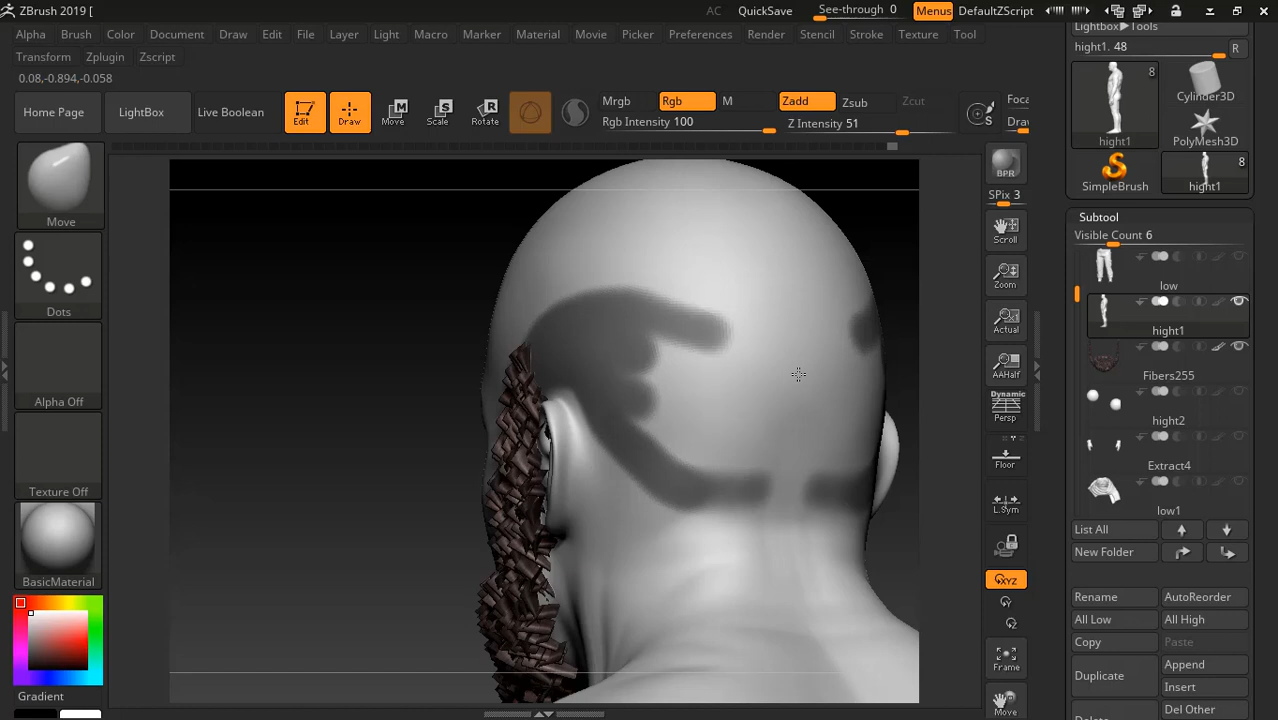 ZBrush 2019 [
AC QuickSave See-through 0 Menus DefaultZScript
Alpha Brush Color Document Draw Edit File Layer Light Macro Marker Material Movie Picker Preferences Render Stencil Stroke Texture Tool
Transform Zplugin Zscript
0.08,-0.894,-0.058
Home Page LightBox Live Boolean Edit Draw Move Scale Rotate Mrgb Rgb M Zadd Zsub Zcut Foca
Rgb Intensity 100 Z Intensity 51 Drav
Move
Dots
Alpha Off
Texture Off
BasicMaterial
Gradient
BPR
SPix 3
Scroll
Zoom
Actual
AAHalf
Dynamic
Persp
Floor
L.Sym
XYZ
Frame
Move
Lightbox▸Tools
hight1. 48 R
8
Cylinder3D
hight1 PolyMesh3D
8
SimpleBrush hight1
Subtool
Visible Count 6
low
hight1
Fibers255
hight2
Extract4
low1
List All
New Folder
Rename AutoReorder
All Low All High
Copy Paste
Duplicate Append
Insert
Del Other